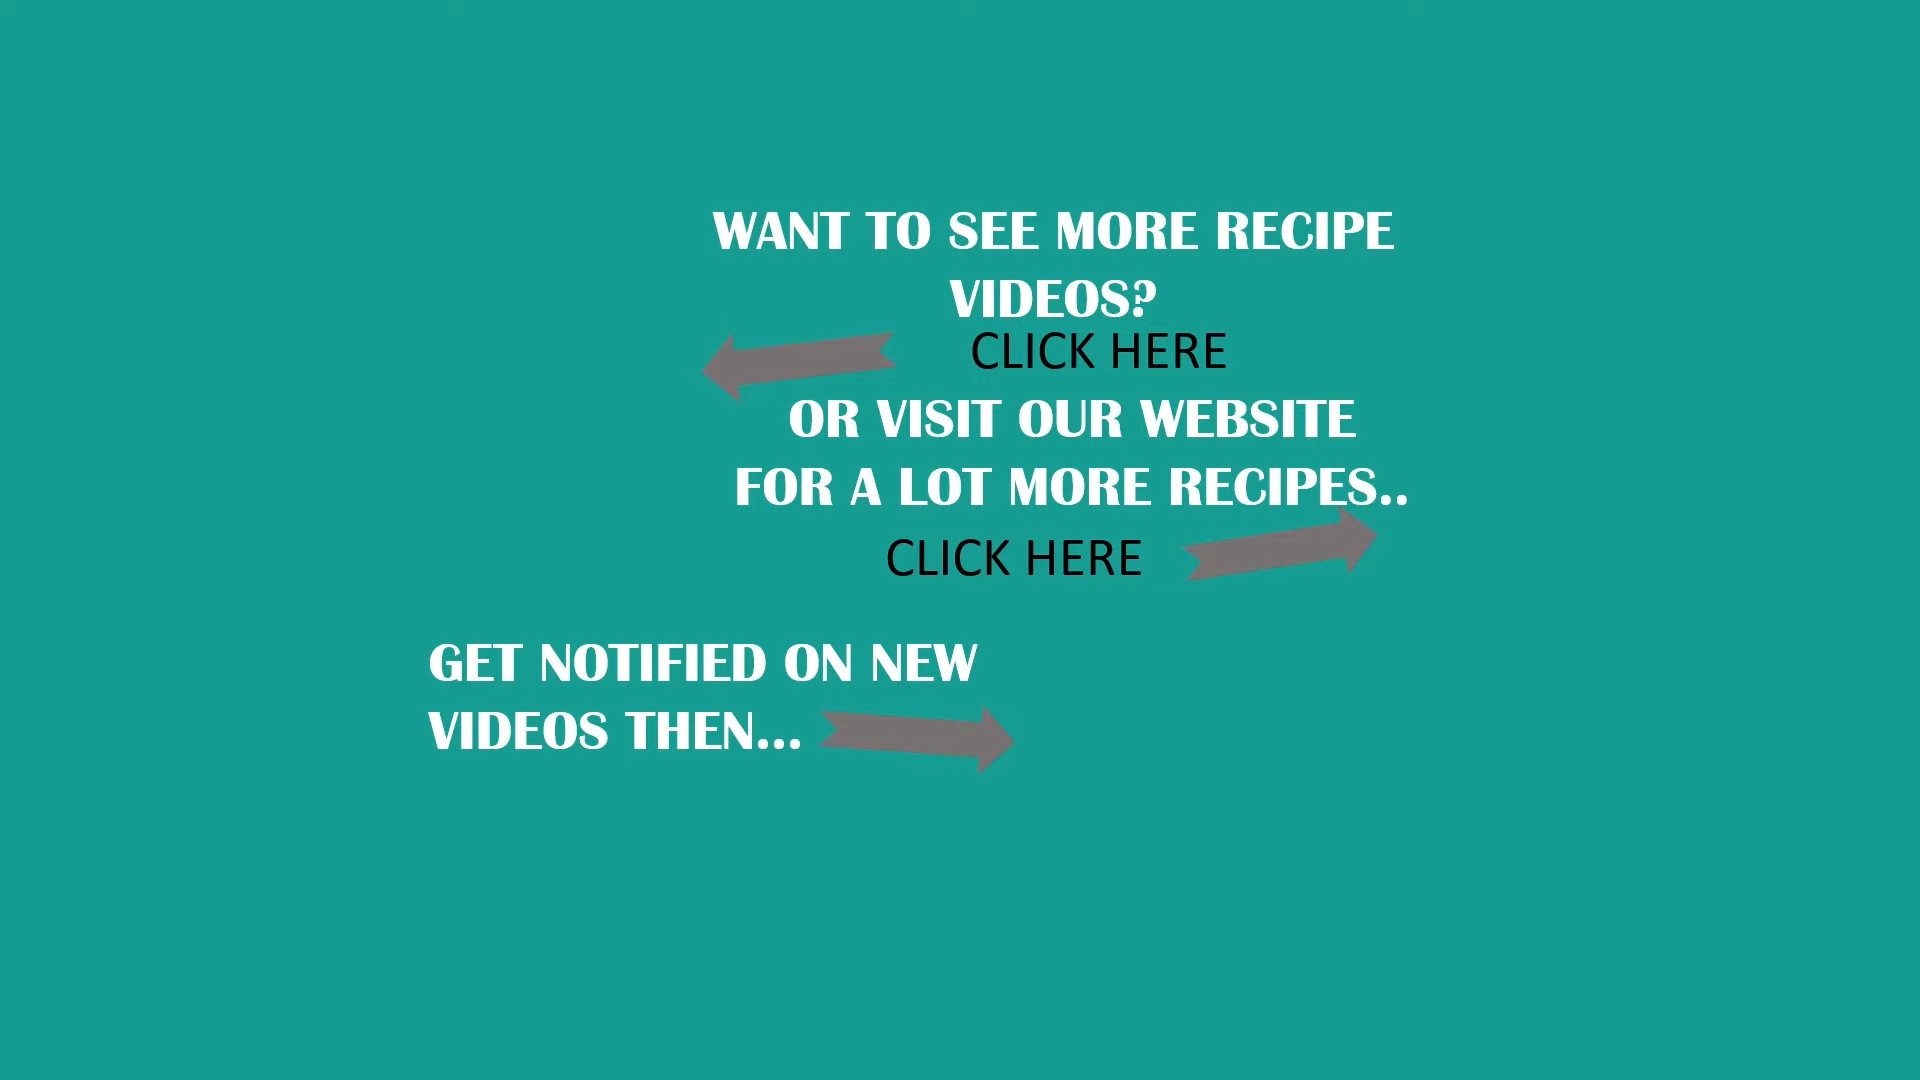 WANT TO SEE MORE RECIPE
VIDEOS?
CLICK HERE
OR VISIT OUR WEBSITE
FOR A LOT MORE RECIPES..
CLICK HERE
GET NOTIFIED ON NEW
VIDEOS THEN...